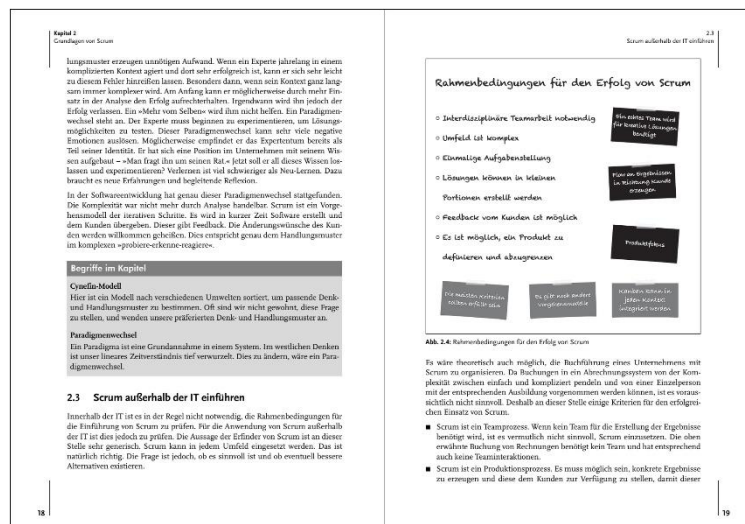 Kapitel 2
Grundlagen von Scrum
lungsmuster erzeugen unnötigen Aufwand. Wenn ein Experte jahrelang in einem
komplizierten Kontext agiert und dort sehr erfolgreich ist, kann er sich sehr leicht
zu diesem Fehler hinreißen lassen. Besonders dann, wenn sein Kontext ganz lang-
sam immer komplexer wird. Am Anfang kann er möglicherweise durch mehr Ein-
satz in der Analyse den Erfolg aufrechterhalten. Irgendwann wird ihn jedoch der
Erfolg verlassen. Ein »Mehr vom Selben« wird ihm nicht helfen. Ein Paradigmen-
wechsel steht an. Der Experte muss beginnen zu experimentieren, um Lösungs-
möglichkeiten zu testen. Dieser Paradigmenwechsel kann sehr viele negative
Emotionen auslösen. Möglicherweise empfindet er das Expertentum bereits als
Teil seiner Identität. Er hat sich eine Position im Unternehmen mit seinem Wis-
sen aufgebaut – »Man fragt ihn um seinen Rat.« Jetzt soll er all dieses Wissen los-
lassen und experimentieren? Verlernen ist viel schwieriger als Neu-Lernen. Dazu
braucht es neue Erfahrungen und begleitende Reflexion.
In der Softwareentwicklung hat genau dieser Paradigmenwechsel stattgefunden.
Die Komplexität war nicht mehr durch Analyse handelbar. Scrum ist ein Vorge-
hensmodell der iterativen Schritte. Es wird in kurzer Zeit Software erstellt und
dem Kunden übergeben. Dieser gibt Feedback. Die Änderungswünsche des Kun-
den werden willkommen geheißen. Dies entspricht genau dem Handlungsmuster
im komplexen »probiere-erkenne-reagiere«.
Begriffe im Kapitel
Cynefin-Modell
Hier ist ein Modell nach verschiedenen Umwelten sortiert, um passende Denk-
und Handlungsmuster zu bestimmen. Oft sind wir nicht gewohnt, diese Frage
zu stellen, und wenden unsere präferierten Denk- und Handlungsmuster an.
Paradigmenwechsel
Ein Paradigma ist eine Grundannahme in einem System. Im westlichen Denken
ist unser lineares Zeitverständnis tief verwurzelt. Dies zu ändern, wäre ein Para-
digmenwechsel.
2.3 Scrum außerhalb der IT einführen
Innerhalb der IT ist es in der Regel nicht notwendig, die Rahmenbedingungen für
die Einführung von Scrum zu prüfen. Für die Anwendung von Scrum außerhalb
der IT ist dies jedoch zu prüfen. Die Aussage der Erfinder von Scrum ist an dieser
Stelle sehr generisch. Scrum kann in jedem Umfeld eingesetzt werden. Das ist
natürlich richtig. Die Frage ist jedoch, ob es sinnvoll ist und ob eventuell bessere
Alternativen existieren.
18
2.3
Scrum außerhalb der IT einführen
Rahmenbedingungen für den Erfolg von Scrum
○ Interdisziplinäre Teamarbeit notwendig
○ Umfeld ist komplex
○ Einmalige Aufgabenstellung
○ Lösungen können in kleinen
Portionen erstellt werden
○ Feedback vom Kunden ist möglich
○ Es ist möglich, ein Produkt zu
definieren und abzugrenzen
Ein echtes Team wird
für kreative Lösungen
benötigt
Flow an Ergebnissen
in Richtung Kunde
erzeugen
Produktfokus
Die meisten Kriterien
sollten erfüllt sein
Es gibt noch andere
Vorgehensmodelle
Kanban kann in
jeden Kontext
integriert werden
Abb. 2.4: Rahmenbedingungen für den Erfolg von Scrum
Es wäre theoretisch auch möglich, die Buchführung eines Unternehmens mit
Scrum zu organisieren. Da Buchungen in ein Abrechnungssystem von der Kom-
plexität zwischen einfach und kompliziert pendeln und von einer Einzelperson
mit der entsprechenden Ausbildung vorgenommen werden können, ist es voraus-
sichtlich nicht sinnvoll. Deshalb an dieser Stelle einige Kriterien für den erfolgrei-
chen Einsatz von Scrum.
■ Scrum ist ein Teamprozess. Wenn kein Team für die Erstellung der Ergebnisse
benötigt wird, ist es vermutlich nicht sinnvoll, Scrum einzusetzen. Die oben
erwähnte Buchung von Rechnungen benötigt kein Team und hat entsprechend
auch keine Teaminteraktionen.
■ Scrum ist ein Produktionsprozess. Es muss möglich sein, konkrete Ergebnisse
zu erzeugen und diese dem Kunden zur Verfügung zu stellen, damit dieser
19